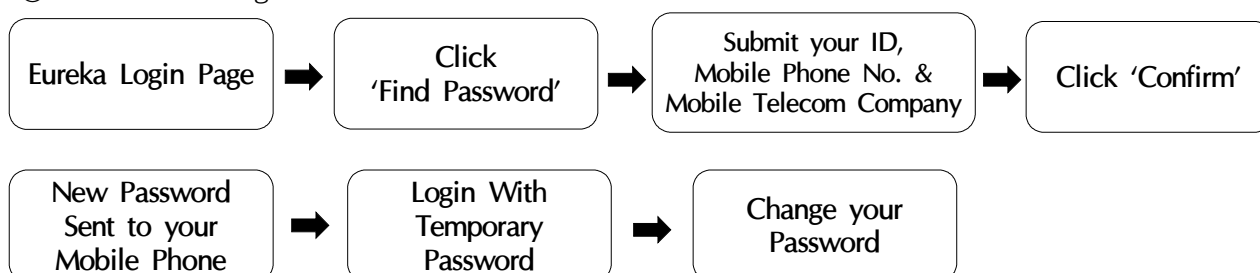 Eureka Login Page
Click
'Find Password'
Submit your ID,
Mobile Phone No. &
Mobile Telecom Company
Click 'Confirm'
New Password
Sent to your
Mobile Phone
Login With
Temporary
Password
Change your
Password